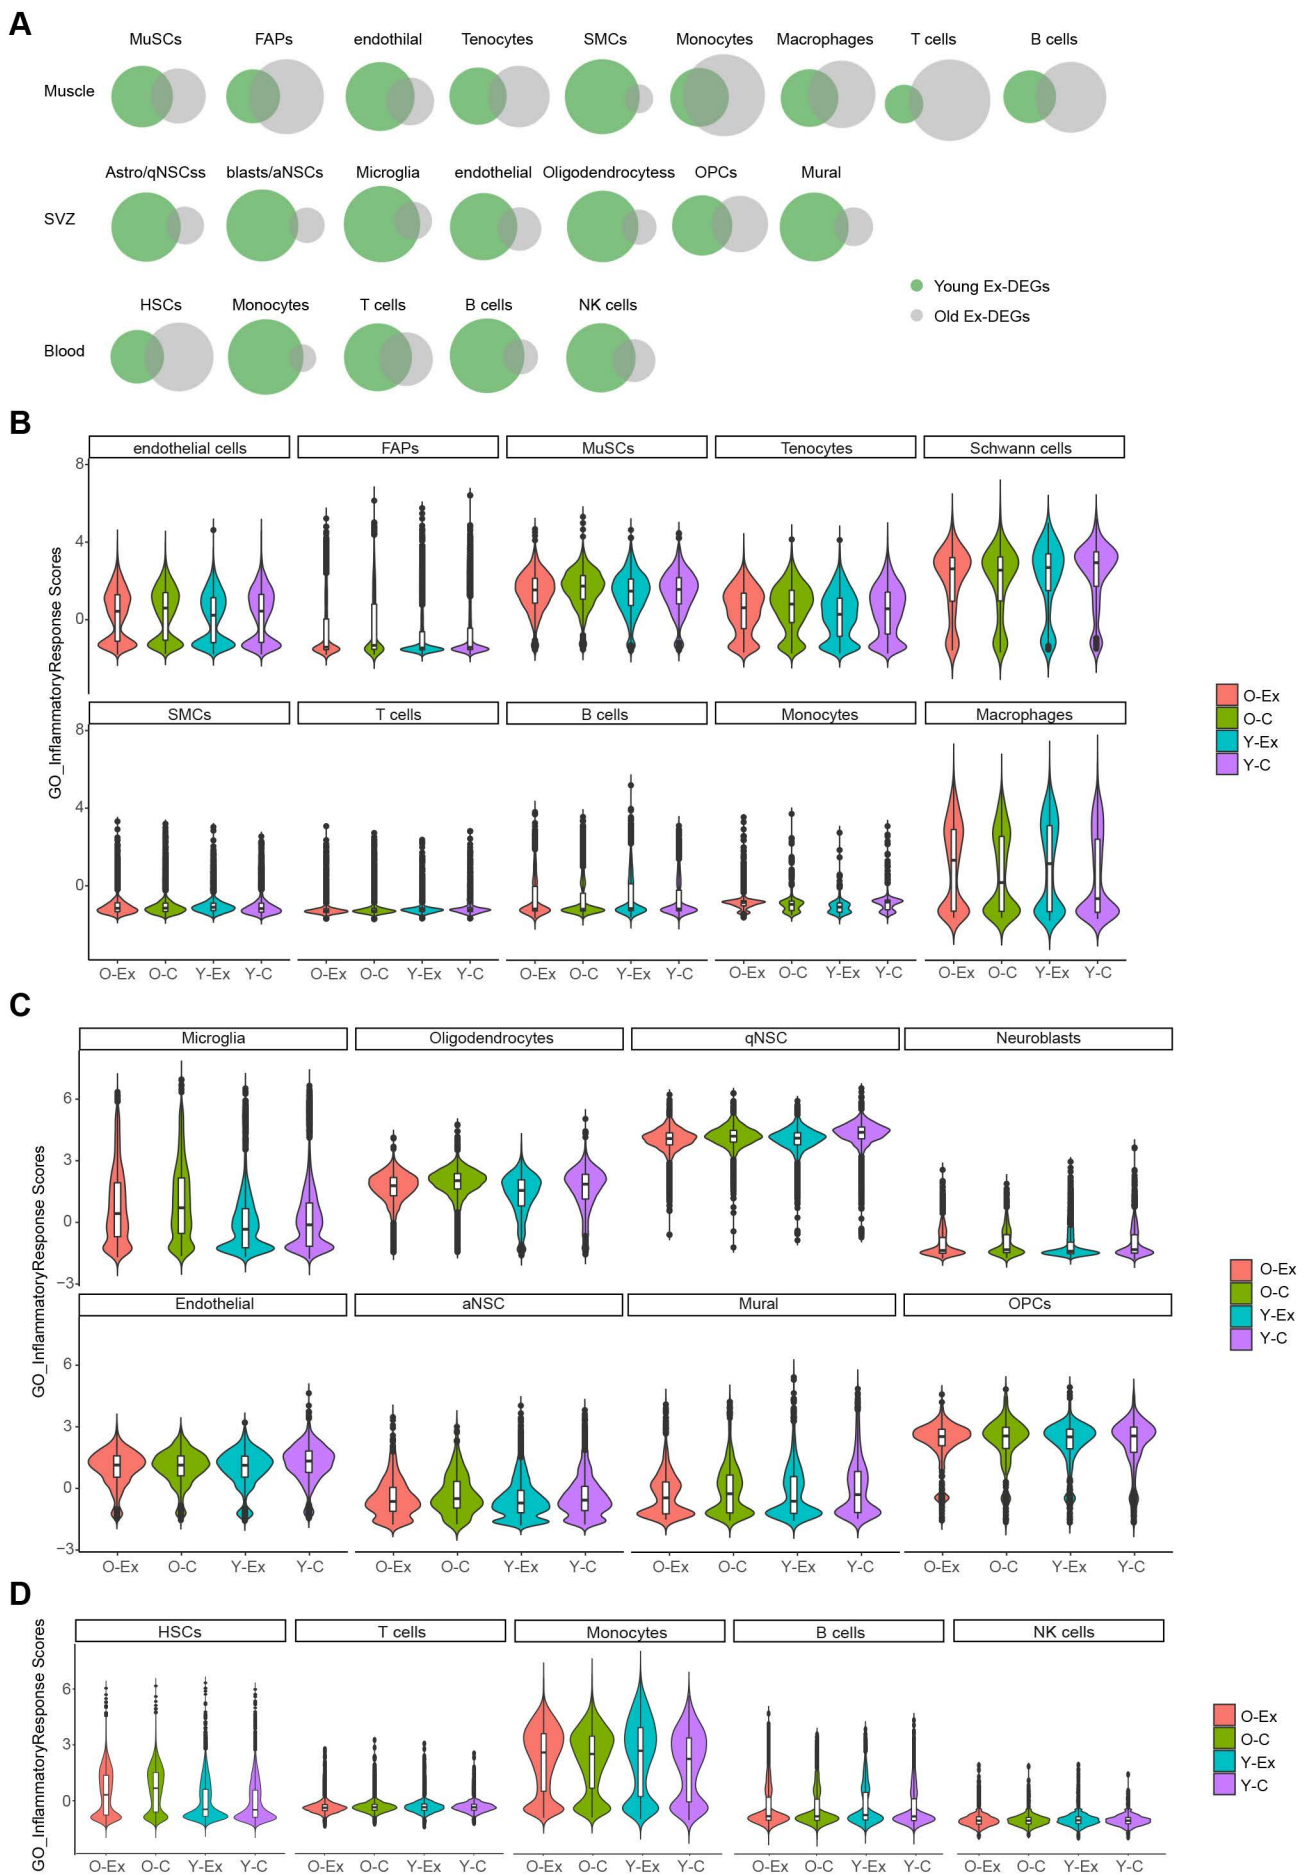 A
MuSCs FAPs endothilal Tenocytes SMCs Monocytes Macrophages T cells B cells
Muscle
Astro/qNSCss blasts/aNSCs Microglia endothelial Oligodendrocytess OPCs Mural
SVZ
HSCs Monocytes T cells B cells NK cells
Blood
Young Ex-DEGs
Old Ex-DEGs
B
endothelial cells FAPs MuSCs Tenocytes Schwann cells
8
4
0
GO_InflammatoryResponse Scores
SMCs T cells B cells Monocytes Macrophages
8
4
0
O-Ex O-C Y-Ex Y-C O-Ex O-C Y-Ex Y-C O-Ex O-C Y-Ex Y-C O-Ex O-C Y-Ex Y-C O-Ex O-C Y-Ex Y-C
O-Ex
O-C
Y-Ex
Y-C
C
Microglia Oligodendrocytes qNSC Neuroblasts
6
3
0
−3
GO_InflammatoryResponse Scores
Endothelial aNSC Mural OPCs
6
3
0
−3
O-Ex O-C Y-Ex Y-C O-Ex O-C Y-Ex Y-C O-Ex O-C Y-Ex Y-C O-Ex O-C Y-Ex Y-C
O-Ex
O-C
Y-Ex
Y-C
D
HSCs T cells Monocytes B cells NK cells
GO_InflammatoryResponse Scores
6
3
0
O-Ex O-C Y-Ex Y-C O-Ex O-C Y-Ex Y-C O-Ex O-C Y-Ex Y-C O-Ex O-C Y-Ex Y-C O-Ex O-C Y-Ex Y-C
O-Ex
O-C
Y-Ex
Y-C